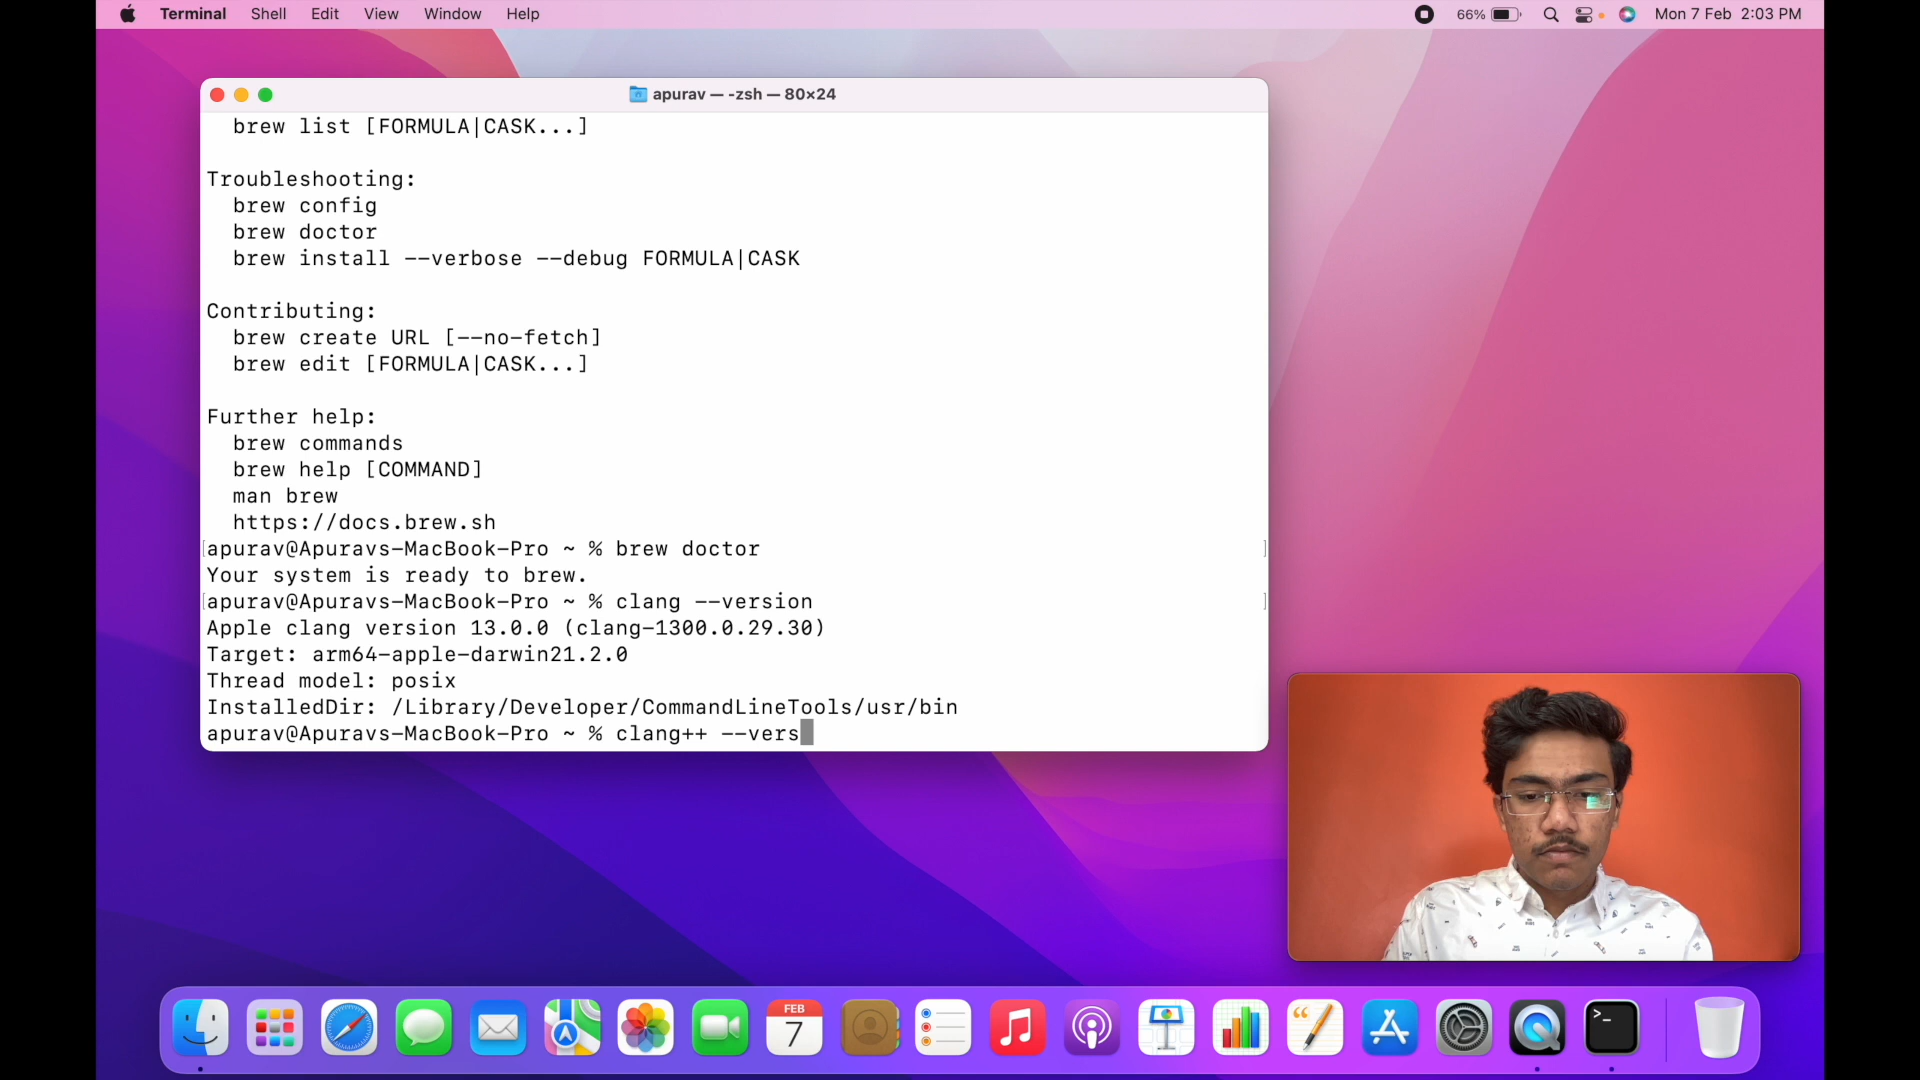 Terminal Shell Edit View Window Help 66% Mon 7 Feb 2:03 PM
apurav — -zsh — 80×24
brew list [FORMULA|CASK...]
Troubleshooting:
brew config
brew doctor
brew install --verbose --debug FORMULA|CASK
Contributing:
brew create URL [--no-fetch]
brew edit [FORMULA|CASK...]
Further help:
brew commands
brew help [COMMAND]
man brew
https://docs.brew.sh
[apurav@Apuravs-MacBook-Pro ~ % brew doctor ]
Your system is ready to brew.
[apurav@Apuravs-MacBook-Pro ~ % clang --version ]
Apple clang version 13.0.0 (clang-1300.0.29.30)
Target: arm64-apple-darwin21.2.0
Thread model: posix
InstalledDir: /Library/Developer/CommandLineTools/usr/bin
apurav@Apuravs-MacBook-Pro ~ % clang++ --vers
FEB
7
>_